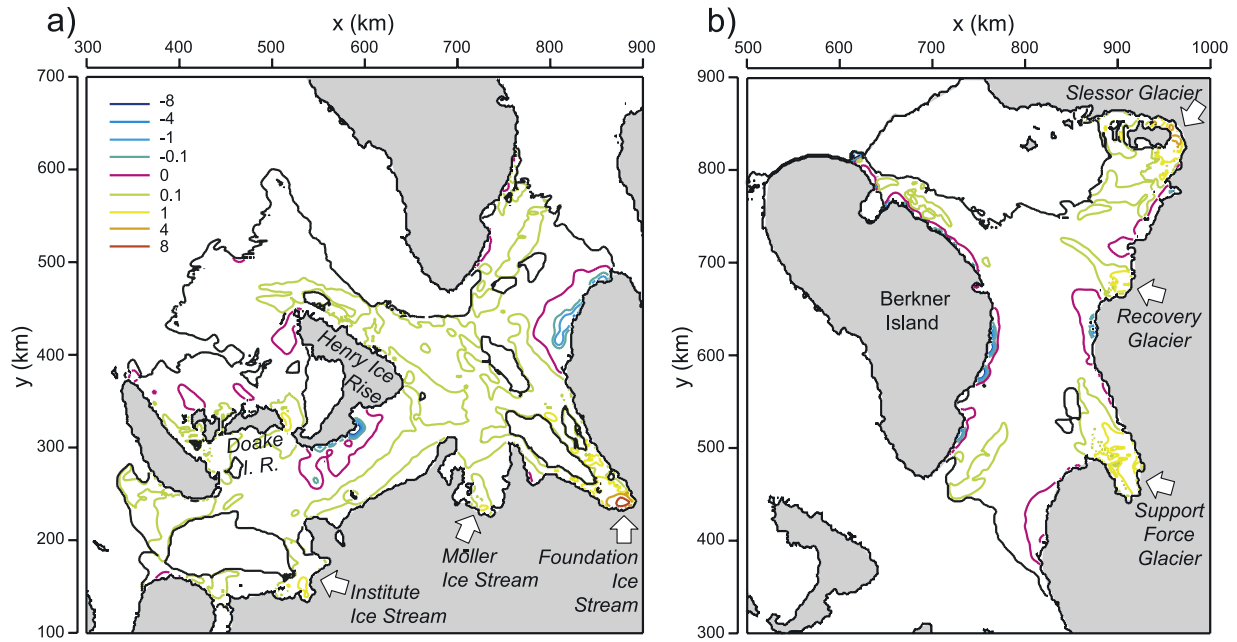 a)
x (km)
300 400 500 600 700 800 900
y (km)
700
600
500
400
300
200
100
-8
-4
-1
-0.1
0
0.1
1
4
8
Henry Ice
Rise
Doake
I. R.
Institute
Ice Stream
Möller
Ice Stream
Foundation
Ice
Stream
b)
x (km)
500 600 700 800 900 1000
y (km)
900
800
700
600
500
400
300
Slessor Glacier
Berkner
Island
Recovery
Glacier
Support
Force
Glacier